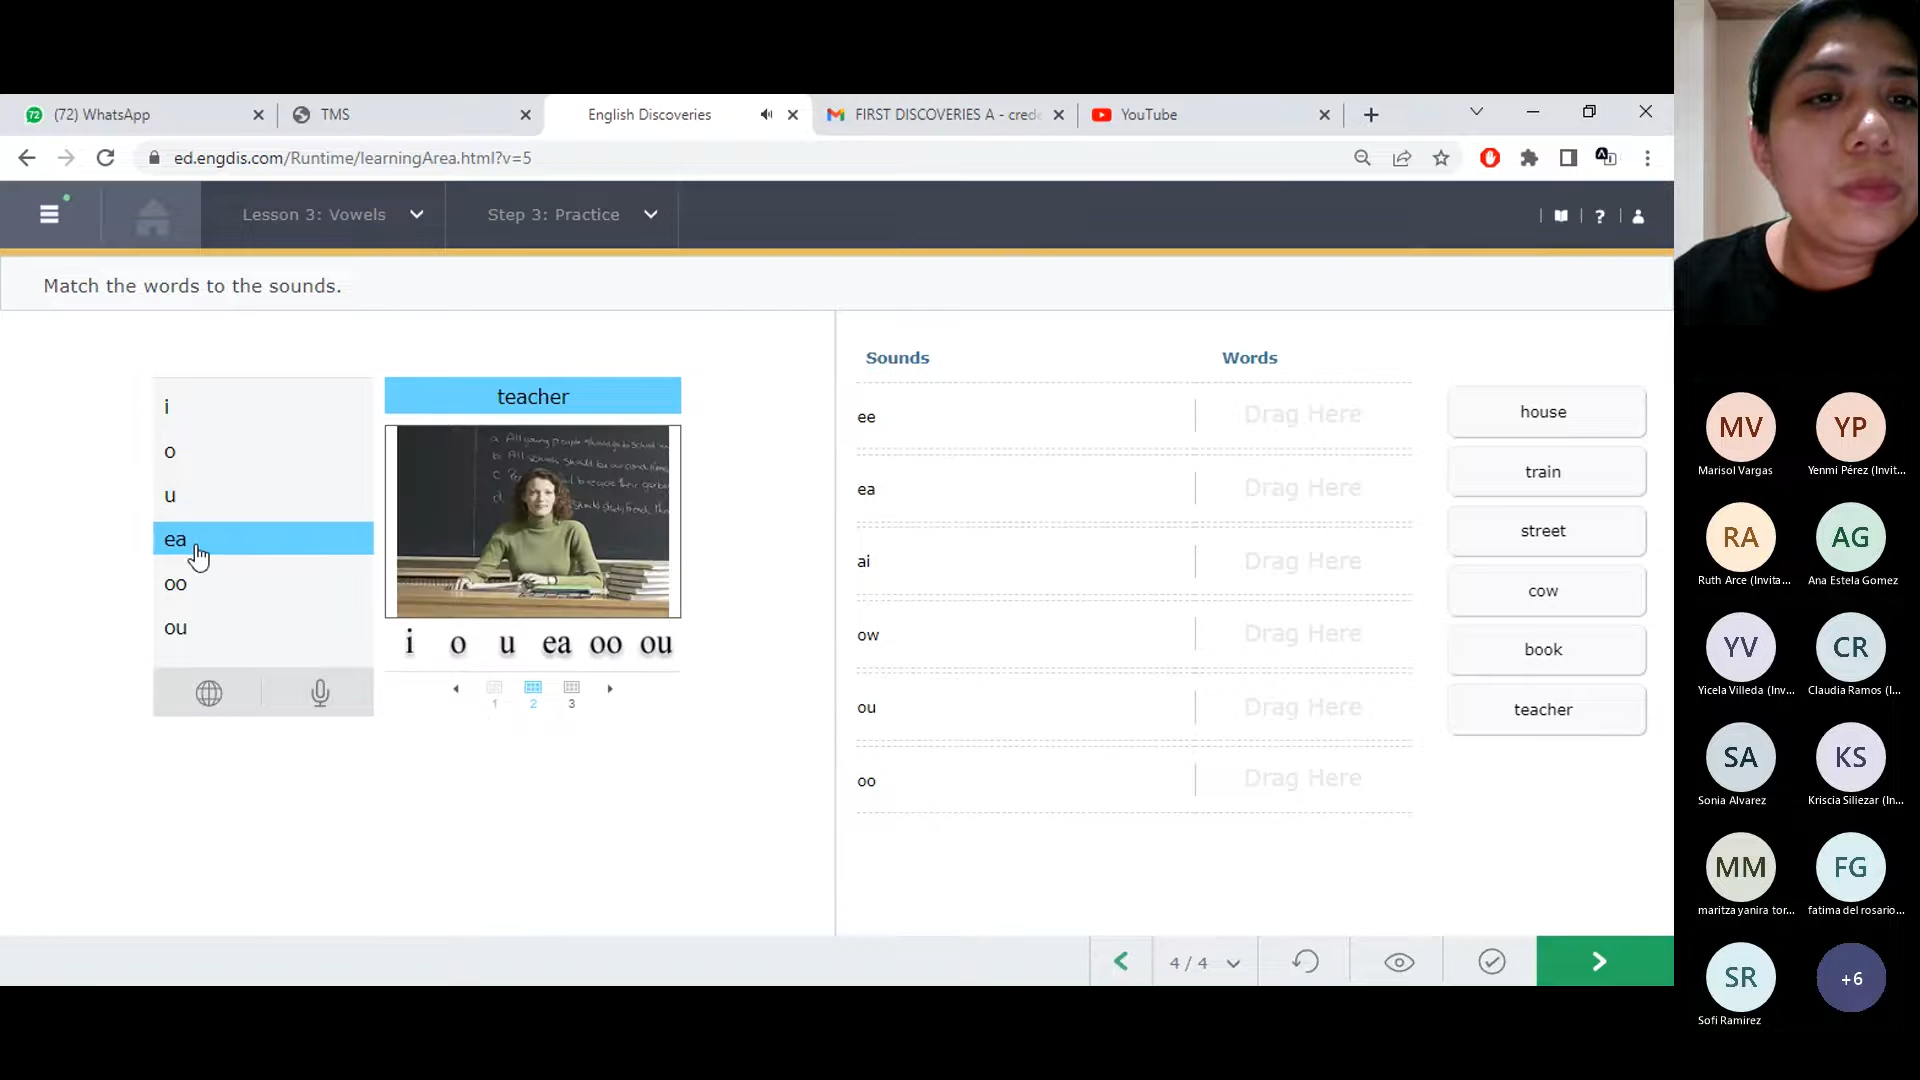 (72) WhatsApp
TMS
English Discoveries
FIRST DISCOVERIES A - crede
YouTube
ed.engdis.com/Runtime/learningArea.html?v=5
Lesson 3: Vowels
Step 3: Practice
?
Match the words to the sounds.
i
o
u
ea
oo
ou
teacher
i o u ea oo ou
1 2 3
Sounds Words
ee Drag Here
ea Drag Here
ai Drag Here
ow Drag Here
ou Drag Here
oo Drag Here
house
train
street
cow
book
teacher
4 / 4
MV YP
Marisol Vargas Yenmi Pérez (Invit...
RA AG
Ruth Arce (Invita... Ana Estela Gomez
YV CR
Yicela Villeda (Inv... Claudia Ramos (I...
SA KS
Sonia Alvarez Kriscia Siliezar (In...
MM FG
maritza yanira tor... fatima del rosario...
SR +6
Sofi Ramirez